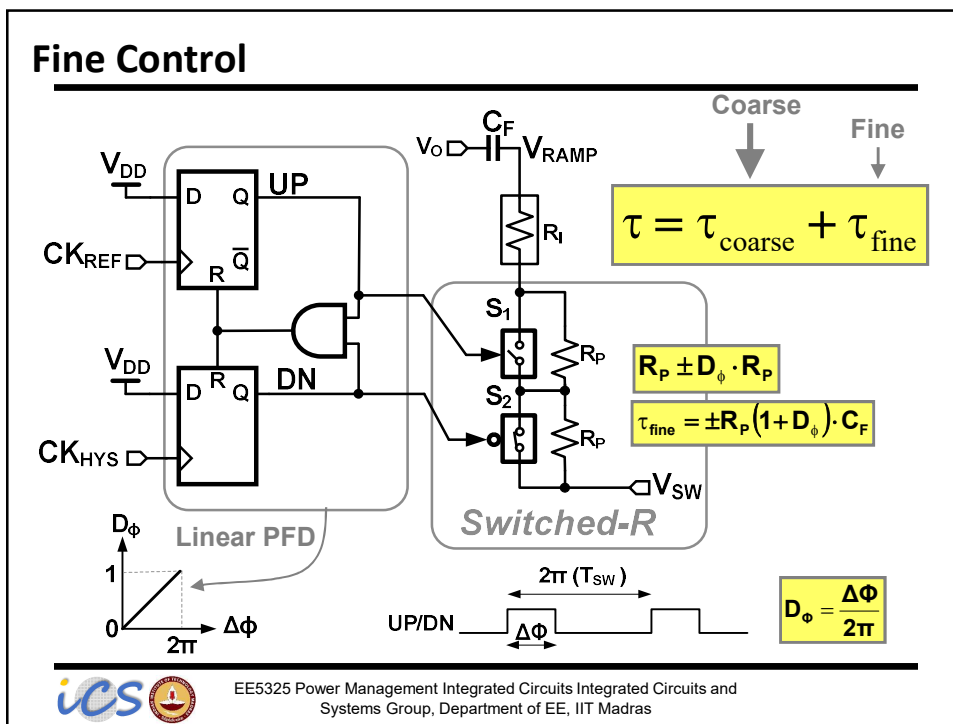 Fine Control
Coarse
Fine
τ = τcoarse + τfine
VO
CF
VRAMP
RI
VDD
D
Q
UP
CKREF
Q̅
R
VDD
R
D
Q
DN
CKHYS
S1
RP
S2
RP
VSW
RP ± Dϕ · RP
τfine = ±RP(1+ Dϕ) · CF
Switched-R
Linear PFD
DΦ
1
0
2π
Δϕ
2π (TSW)
UP/DN
ΔΦ
DΦ = ΔΦ/2π
iCS
EE5325 Power Management Integrated Circuits Integrated Circuits and
Systems Group, Department of EE, IIT Madras